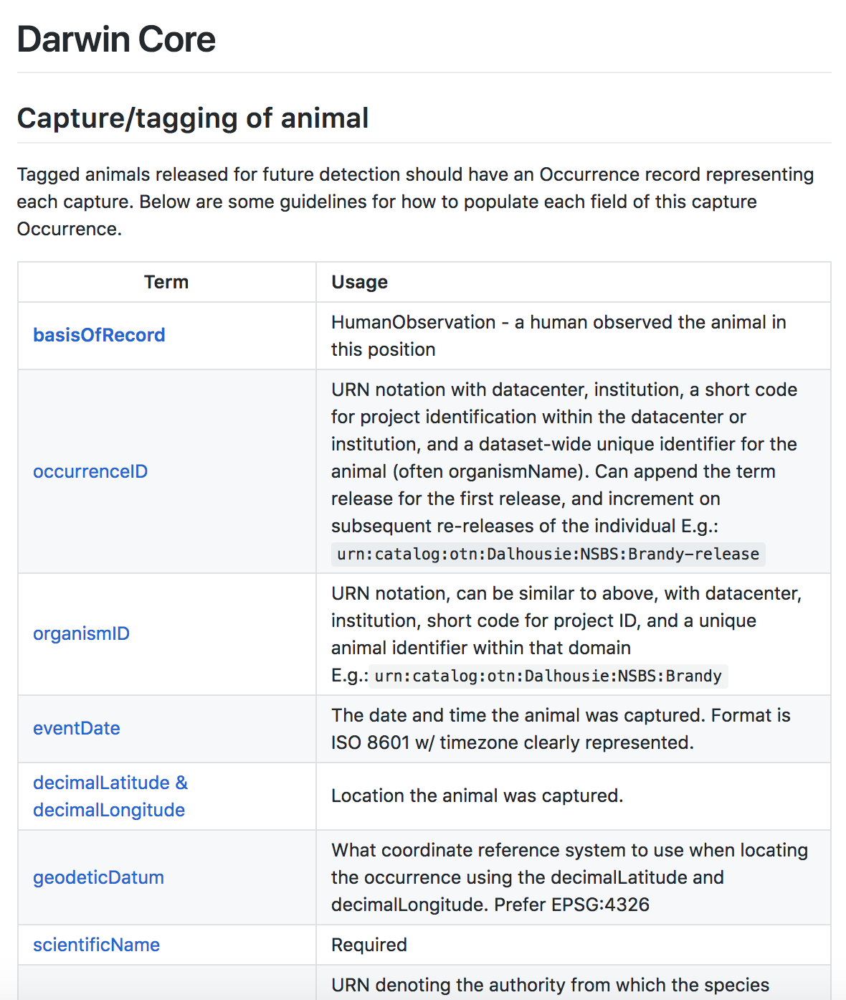 Darwin Core
Capture/tagging of animal
Tagged animals released for future detection should have an Occurrence record representing
each capture. Below are some guidelines for how to populate each field of this capture
Occurrence.
Term
Usage
basisOfRecord
HumanObservation - a human observed the animal in
this position
occurrenceID
URN notation with datacenter, institution, a short code
for project identification within the datacenter or
institution, and a dataset-wide unique identifier for the
animal (often organismName). Can append the term
release for the first release, and increment on
subsequent re-releases of the individual E.g.:
urn:catalog:otn:Dalhousie:NSBS:Brandy-release
organismID
URN notation, can be similar to above, with datacenter,
institution, short code for project ID, and a unique
animal identifier within that domain
E.g.: urn:catalog:otn:Dalhousie:NSBS:Brandy
eventDate
The date and time the animal was captured. Format is
ISO 8601 w/ timezone clearly represented.
decimalLatitude &
decimalLongitude
Location the animal was captured.
geodeticDatum
What coordinate reference system to use when locating
the occurrence using the decimalLatitude and
decimalLongitude. Prefer EPSG:4326
scientificName
Required
URN denoting the authority from which the species